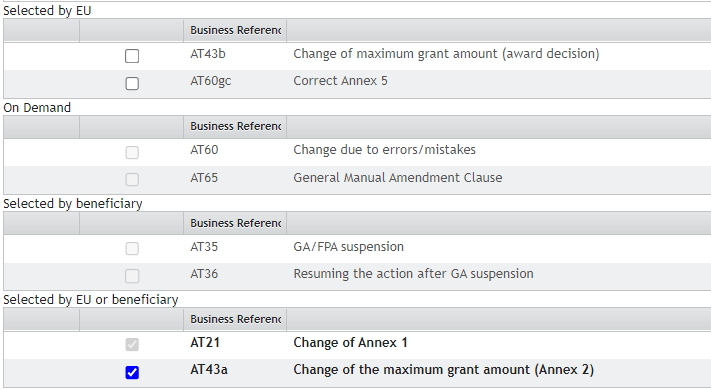 Selected by EU
Business Referenc
AT43b Change of maximum grant amount (award decision)
AT60gc Correct Annex 5
On Demand
Business Referenc
AT60 Change due to errors/mistakes
AT65 General Manual Amendment Clause
Selected by beneficiary
Business Referenc
AT35 GA/FPA suspension
AT36 Resuming the action after GA suspension
Selected by EU or beneficiary
Business Referenc
AT21 Change of Annex 1
AT43a Change of the maximum grant amount (Annex 2)